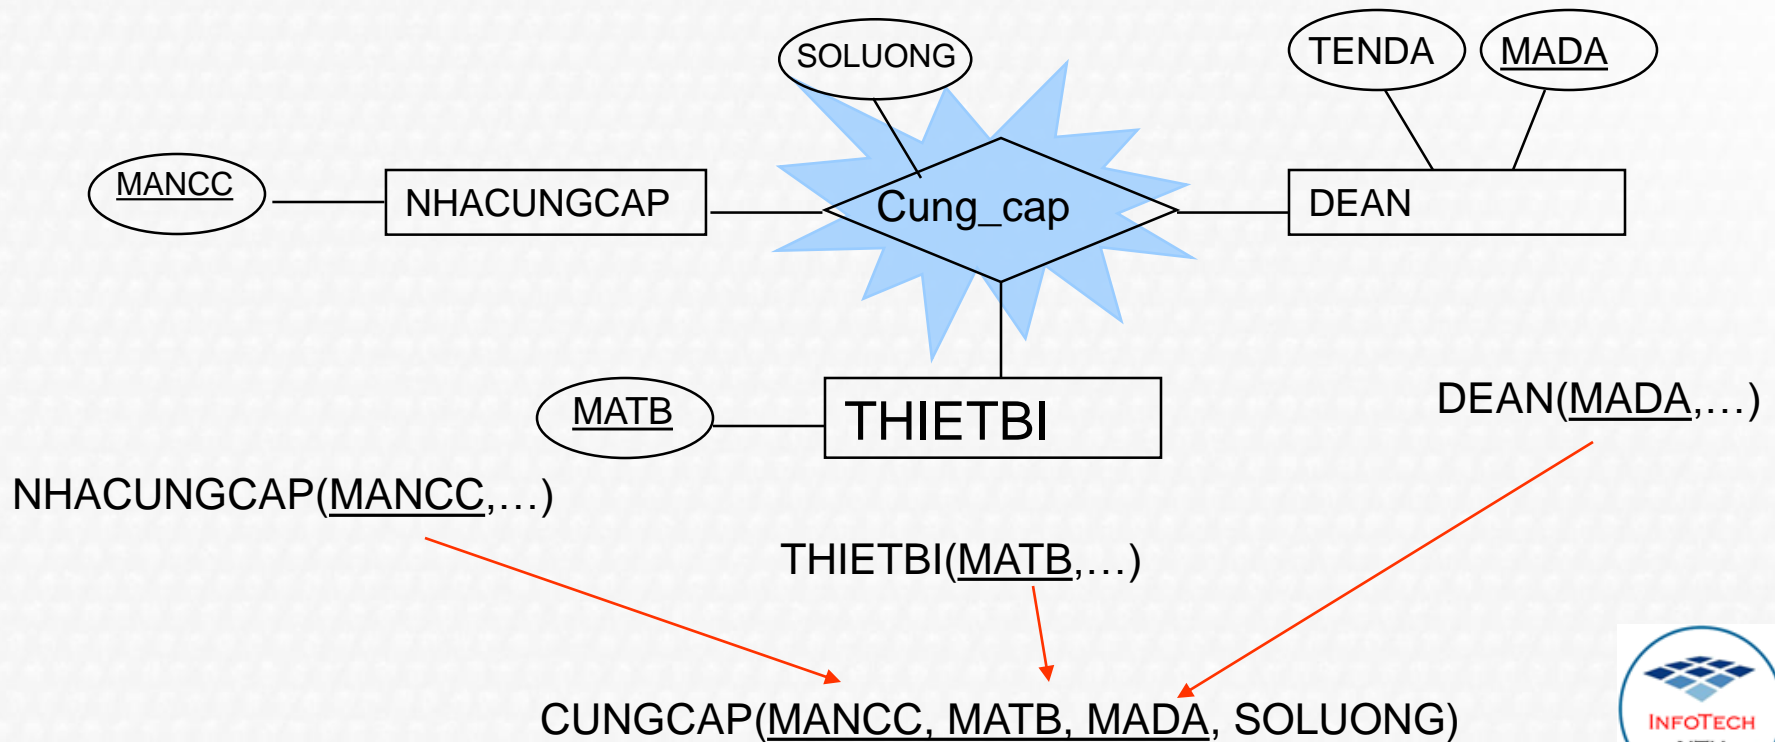 SOLUONG
TENDA
MADA
MANCC
NHACUNGCAP
Cung_cap
DEAN
MATB
THIETBI
DEAN(MADA,…)
NHACUNGCAP(MANCC,…)
THIETBI(MATB,…)
CUNGCAP(MANCC, MATB, MADA, SOLUONG)
INFOTECH